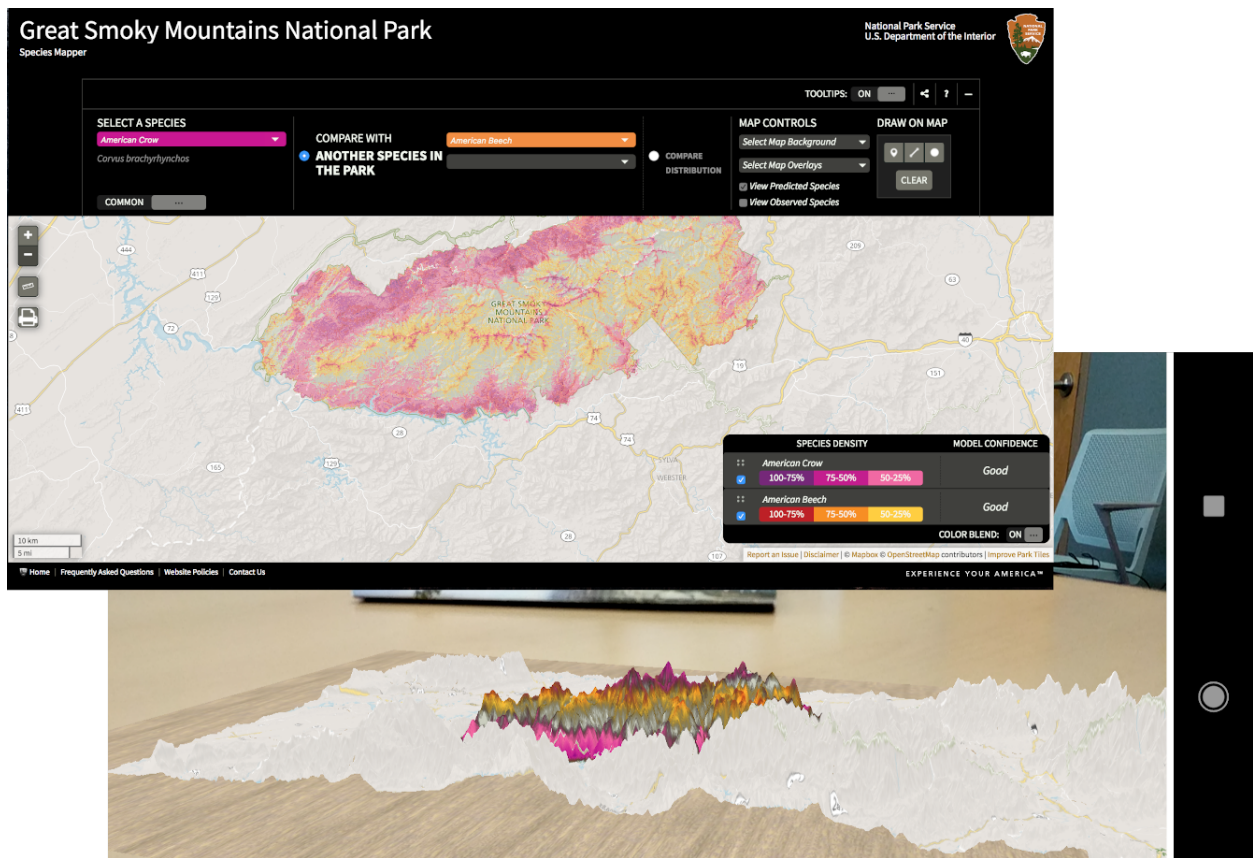 Great Smoky Mountains National Park
Species Mapper
National Park Service
U.S. Department of the Interior
NATIONAL
PARK
SERVICE
TOOLTIPS: ON ...
?
SELECT A SPECIES
American Crow
Corvus brachyrhynchos
COMMON ...
COMPARE WITH
ANOTHER SPECIES IN
THE PARK
American Beech
COMPARE
DISTRIBUTION
MAP CONTROLS
Select Map Background
Select Map Overlays
View Predicted Species
View Observed Species
DRAW ON MAP
CLEAR
+
−
444
411
129
72
411
165
129
28
GREAT SMOKY
MOUNTAINS
NATIONAL PARK
209
63
40
19
151
74
74
SYLVA
WEBSTER
28
107
10 km
5 mi
SPECIES DENSITY
MODEL CONFIDENCE
American Crow
100-75% 75-50% 50-25%
Good
American Beech
100-75% 75-50% 50-25%
Good
COLOR BLEND: ON ...
Report an Issue | Disclaimer | © Mapbox © OpenStreetMap contributors | Improve Park Tiles
Home | Frequently Asked Questions | Website Policies | Contact Us
EXPERIENCE YOUR AMERICA™